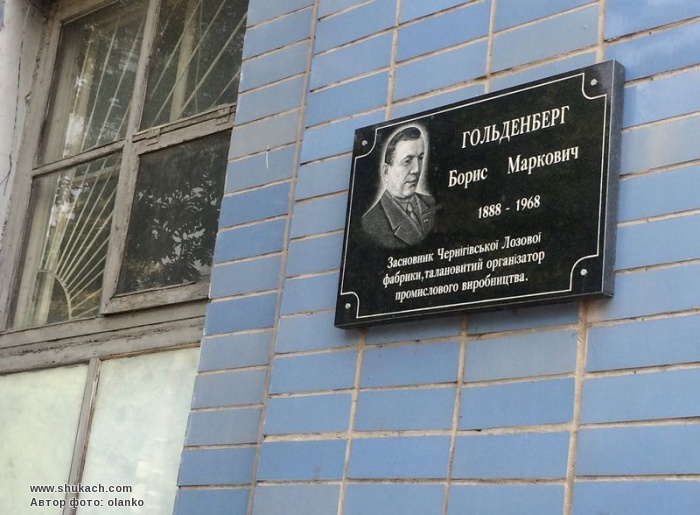 ГОЛЬДЕНБЕРГ
Борис Маркович
1888 - 1968
Засновник Чернігівської Лозової
фабрики,талановитий організатор
промислового виробництва.
www.shukach.com
Автор фото: olanko